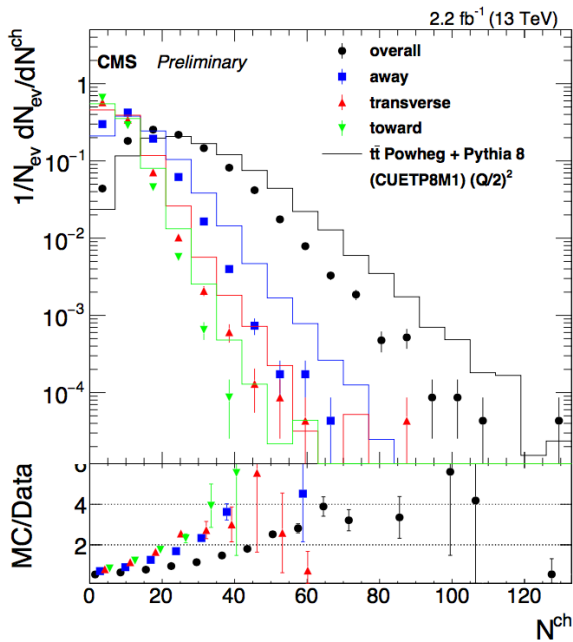 2.2 fb⁻¹ (13 TeV)
CMS Preliminary
overall
away
transverse
toward
tt̄ Powheg + Pythia 8
(CUETP8M1) (Q/2)²
1/N_ev dN_ev/dN^ch
1
10⁻¹
10⁻²
10⁻³
10⁻⁴
MC/Data
6
4
2
0 20 40 60 80 100 120
N^ch